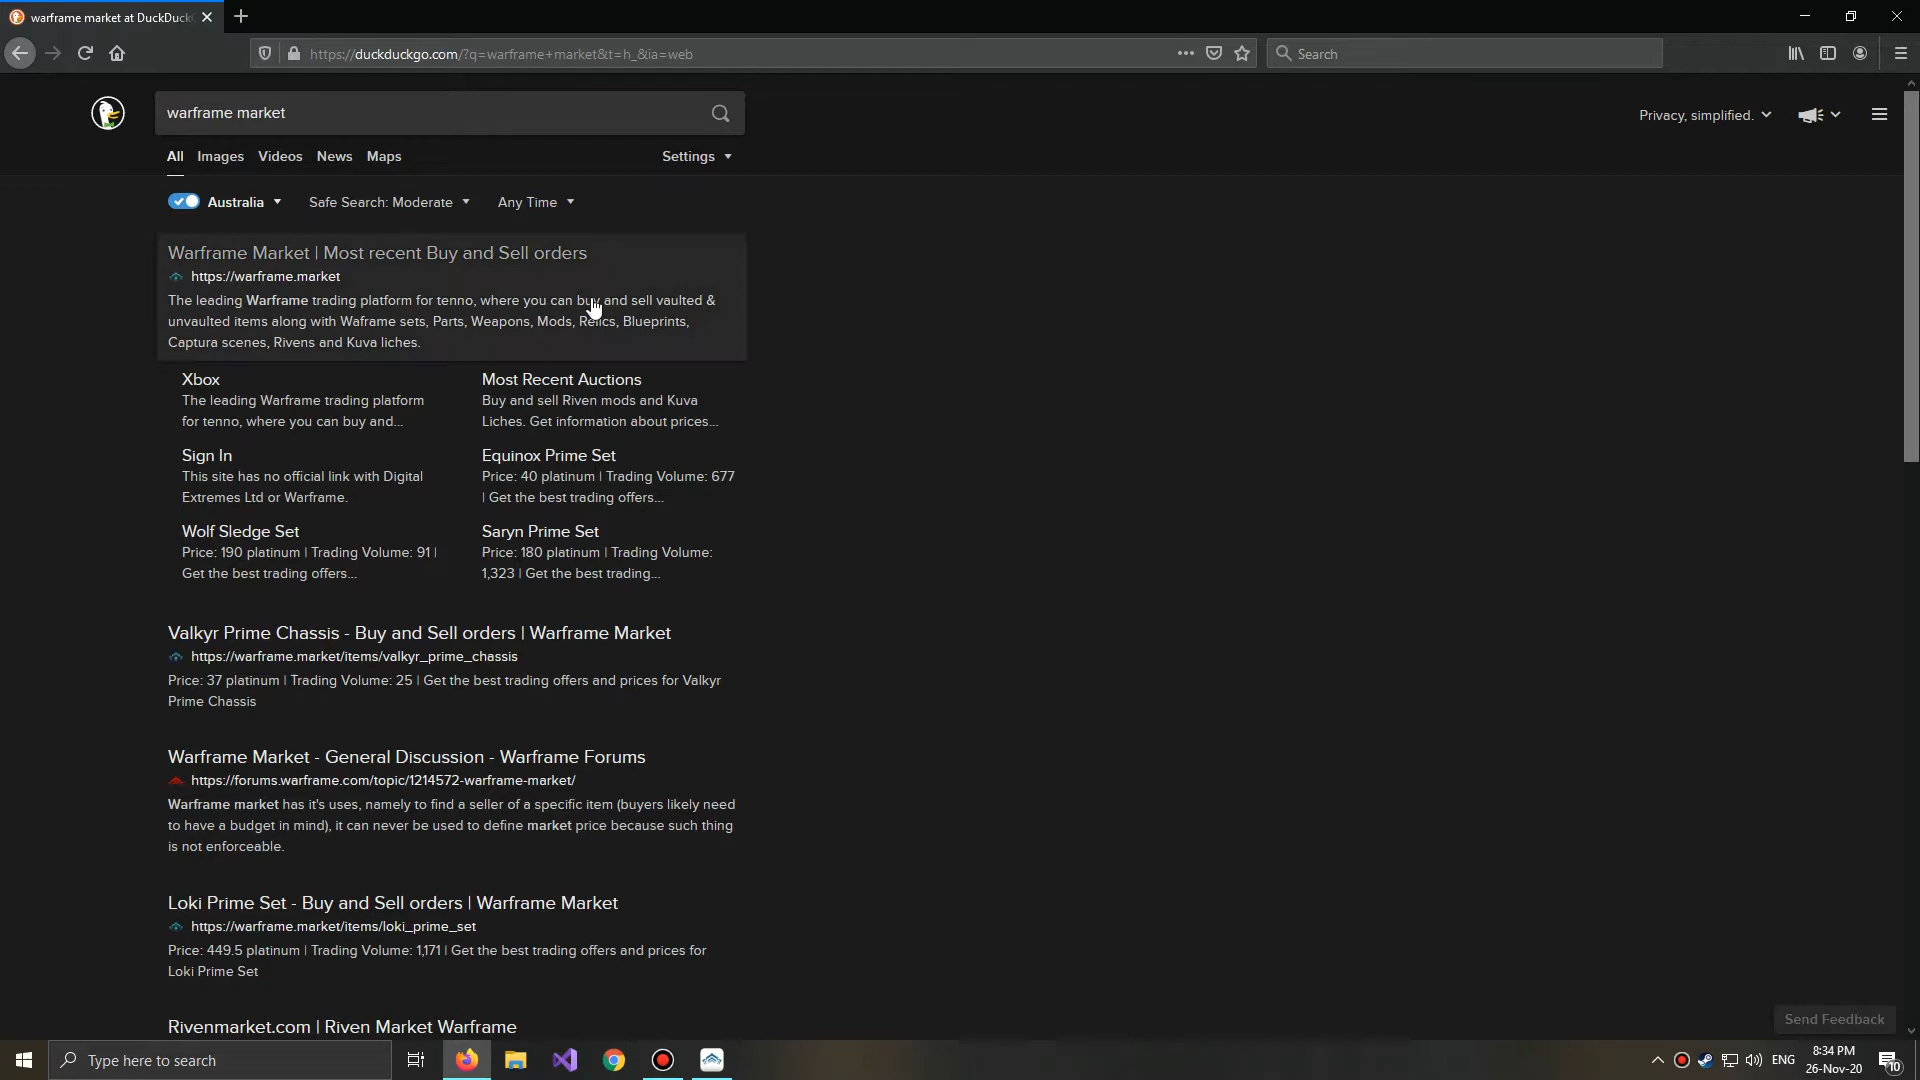 warframe market at DuckDuck
https://duckduckgo.com/?q=warframe+market&t=h_&ia=web
Search
warframe market
Privacy, simplified.
All Images Videos News Maps Settings
Australia Safe Search: Moderate Any Time
Warframe Market | Most recent Buy and Sell orders
https://warframe.market
The leading Warframe trading platform for tenno, where you can buy and sell vaulted &
unvaulted items along with Waframe sets, Parts, Weapons, Mods, Relics, Blueprints,
Captura scenes, Rivens and Kuva liches.
Xbox
The leading Warframe trading platform
for tenno, where you can buy and...
Most Recent Auctions
Buy and sell Riven mods and Kuva
Liches. Get information about prices...
Sign In
This site has no official link with Digital
Extremes Ltd or Warframe.
Equinox Prime Set
Price: 40 platinum | Trading Volume: 677
| Get the best trading offers...
Wolf Sledge Set
Price: 190 platinum | Trading Volume: 91 |
Get the best trading offers...
Saryn Prime Set
Price: 180 platinum | Trading Volume:
1,323 | Get the best trading...
Valkyr Prime Chassis - Buy and Sell orders | Warframe Market
https://warframe.market/items/valkyr_prime_chassis
Price: 37 platinum | Trading Volume: 25 | Get the best trading offers and prices for Valkyr
Prime Chassis
Warframe Market - General Discussion - Warframe Forums
https://forums.warframe.com/topic/1214572-warframe-market/
Warframe market has it's uses, namely to find a seller of a specific item (buyers likely need
to have a budget in mind), it can never be used to define market price because such thing
is not enforceable.
Loki Prime Set - Buy and Sell orders | Warframe Market
https://warframe.market/items/loki_prime_set
Price: 449.5 platinum | Trading Volume: 1,171 | Get the best trading offers and prices for
Loki Prime Set
Rivenmarket.com | Riven Market Warframe
Send Feedback
Type here to search
ENG
8:34 PM
26-Nov-20
10